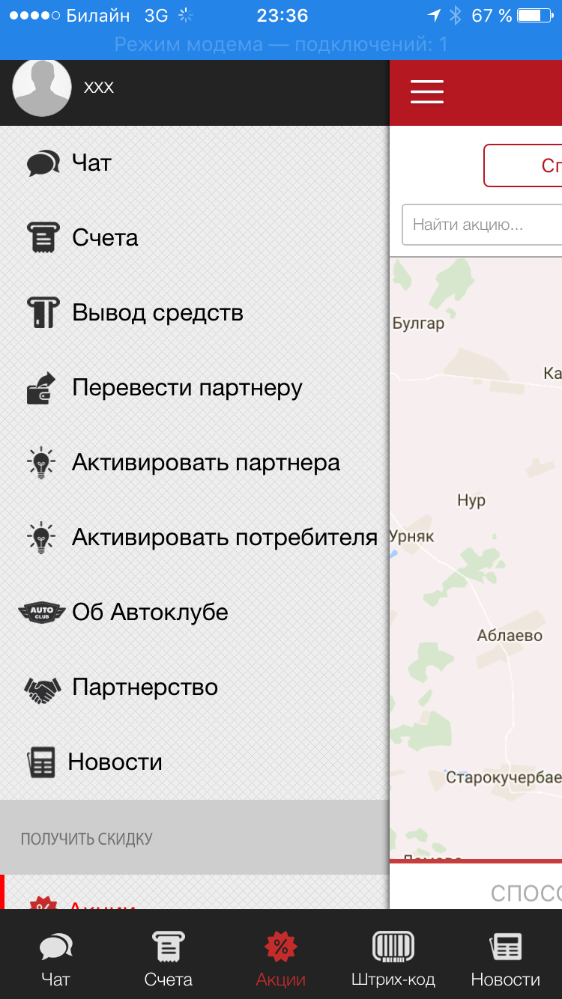 Билайн 3G 23:36 67 %
Режим модема — подключений: 1
xxx
Чат
Счета
Вывод средств
Перевести партнеру
Активировать партнера
Активировать потребителя
AUTO
CLUB
Об Автоклубе
Партнерство
Новости
ПОЛУЧИТЬ СКИДКУ
Акции
Сп
Найти акцию...
Булгар
Ка
Нур
Урняк
Аблаево
Старокучербае
СПОСО
Чат
Счета
Акции
Штрих-код
Новости